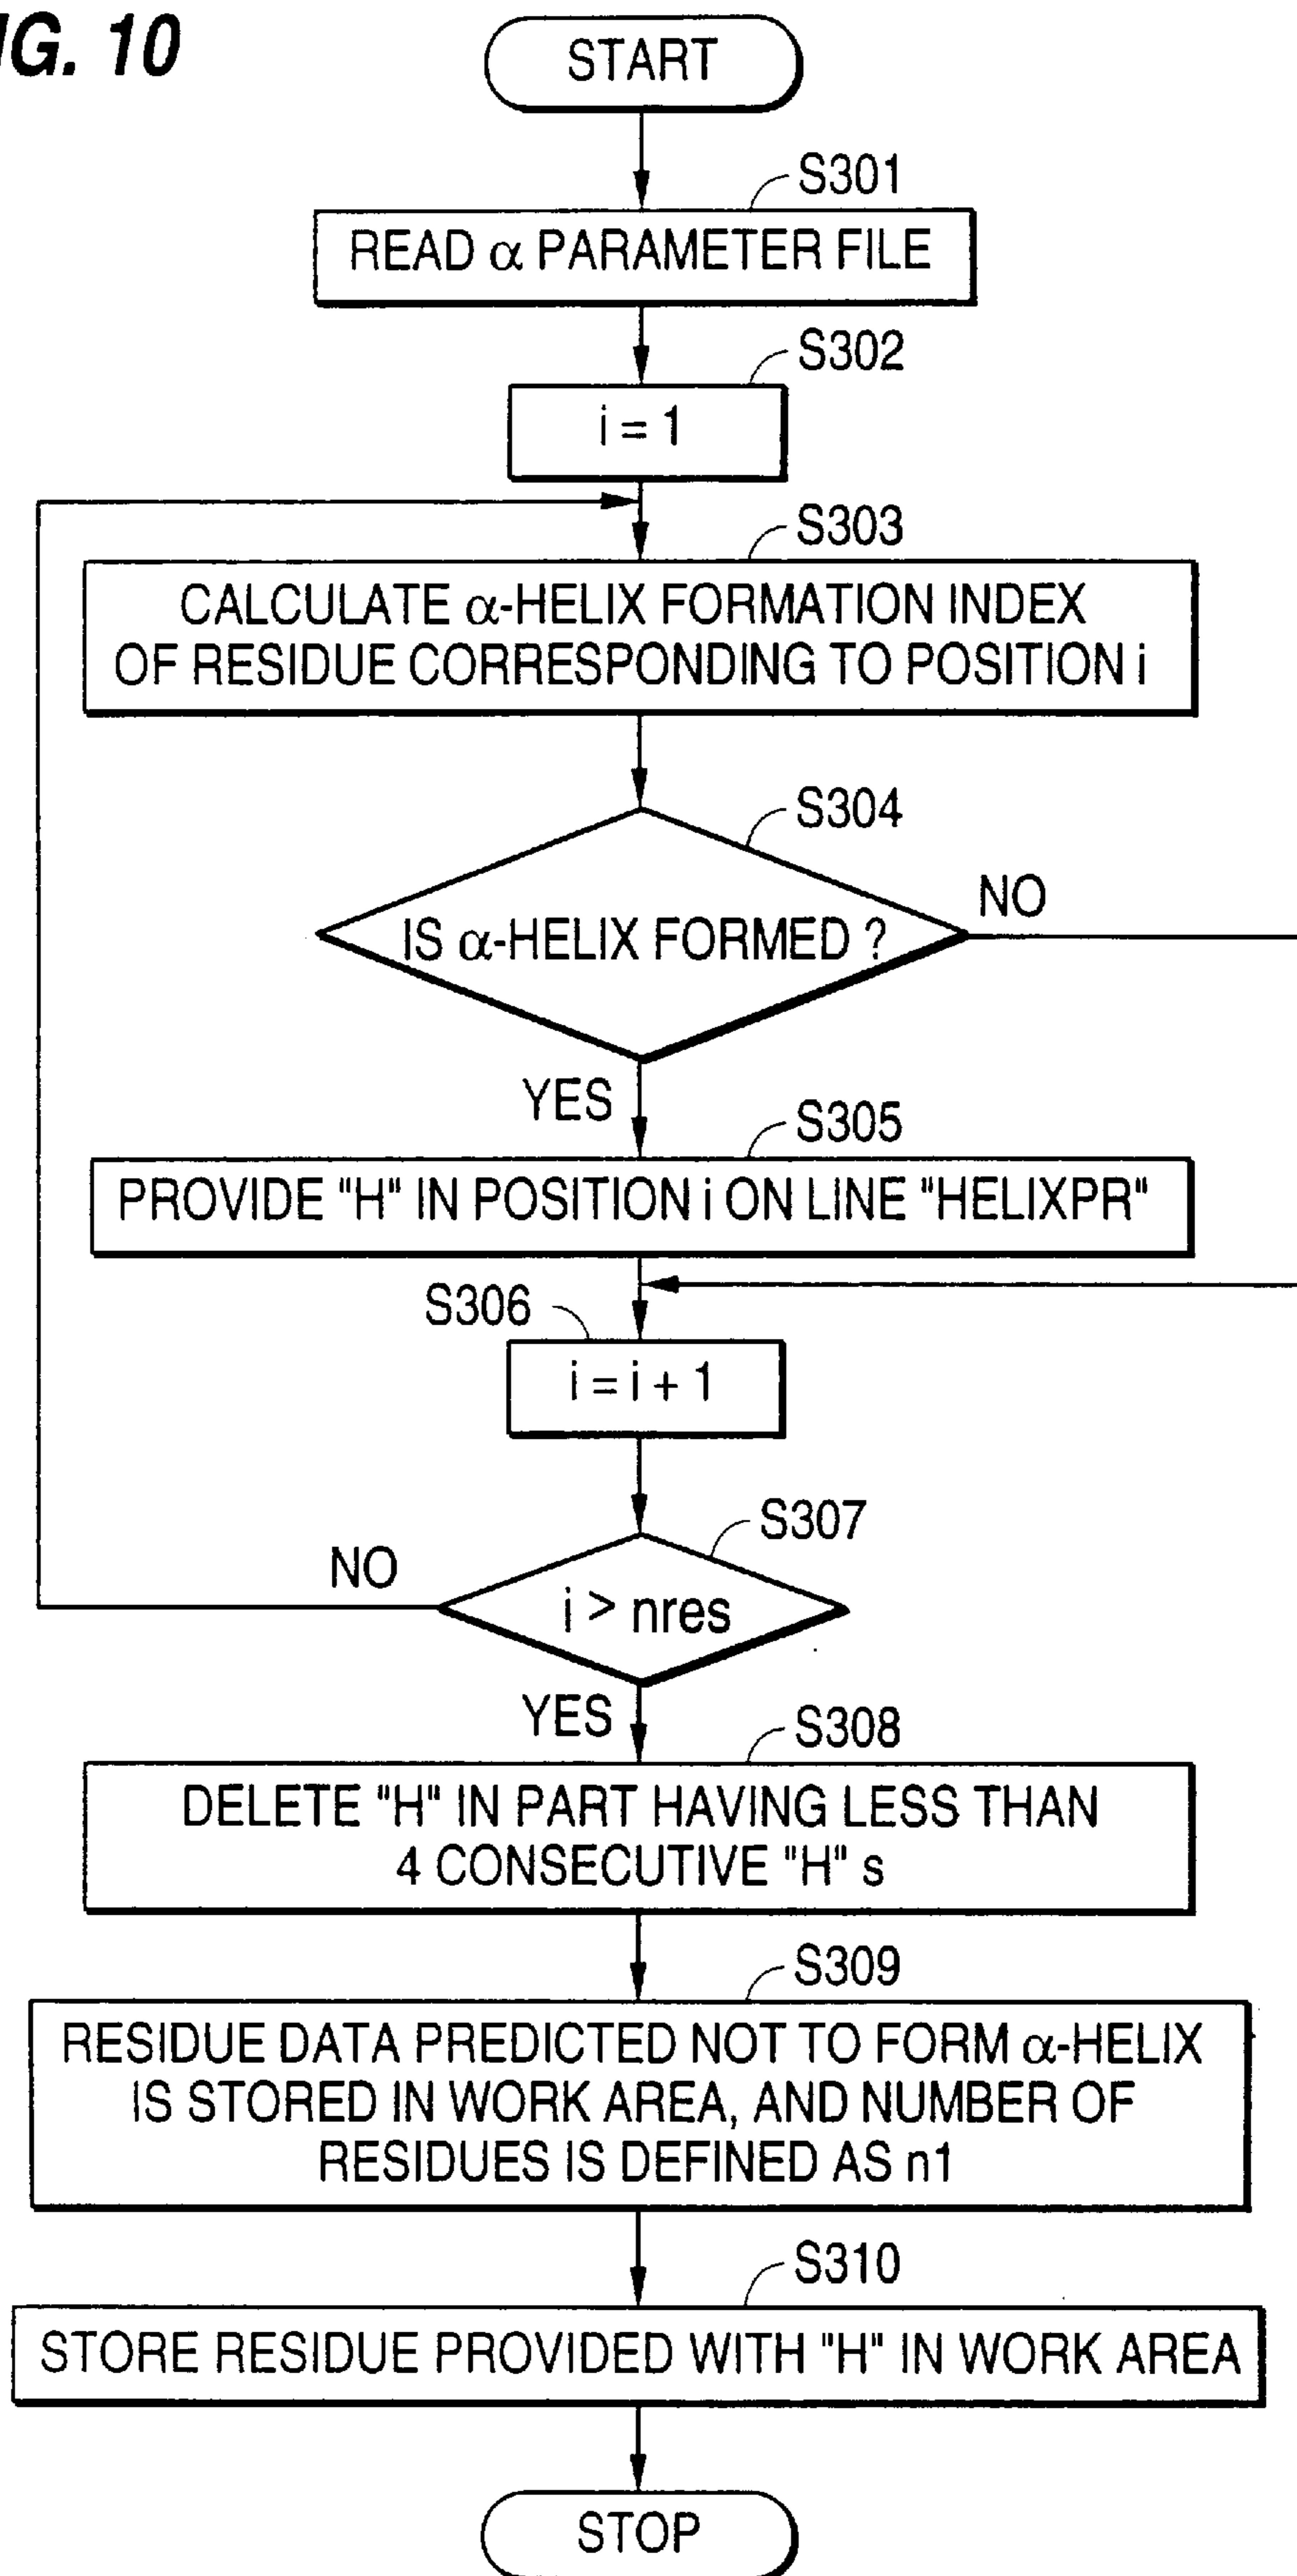 IG. 10
START
S301
READ α PARAMETER FILE
S302
i = 1
S303
CALCULATE α-HELIX FORMATION INDEX
OF RESIDUE CORRESPONDING TO POSITION i
S304
IS α-HELIX FORMED ?
NO
YES
S305
PROVIDE "H" IN POSITION i ON LINE "HELIXPR"
S306
i = i + 1
S307
NO
i > nres
YES
S308
DELETE "H" IN PART HAVING LESS THAN
4 CONSECUTIVE "H" s
S309
RESIDUE DATA PREDICTED NOT TO FORM α-HELIX
IS STORED IN WORK AREA, AND NUMBER OF
RESIDUES IS DEFINED AS n1
S310
STORE RESIDUE PROVIDED WITH "H" IN WORK AREA
STOP